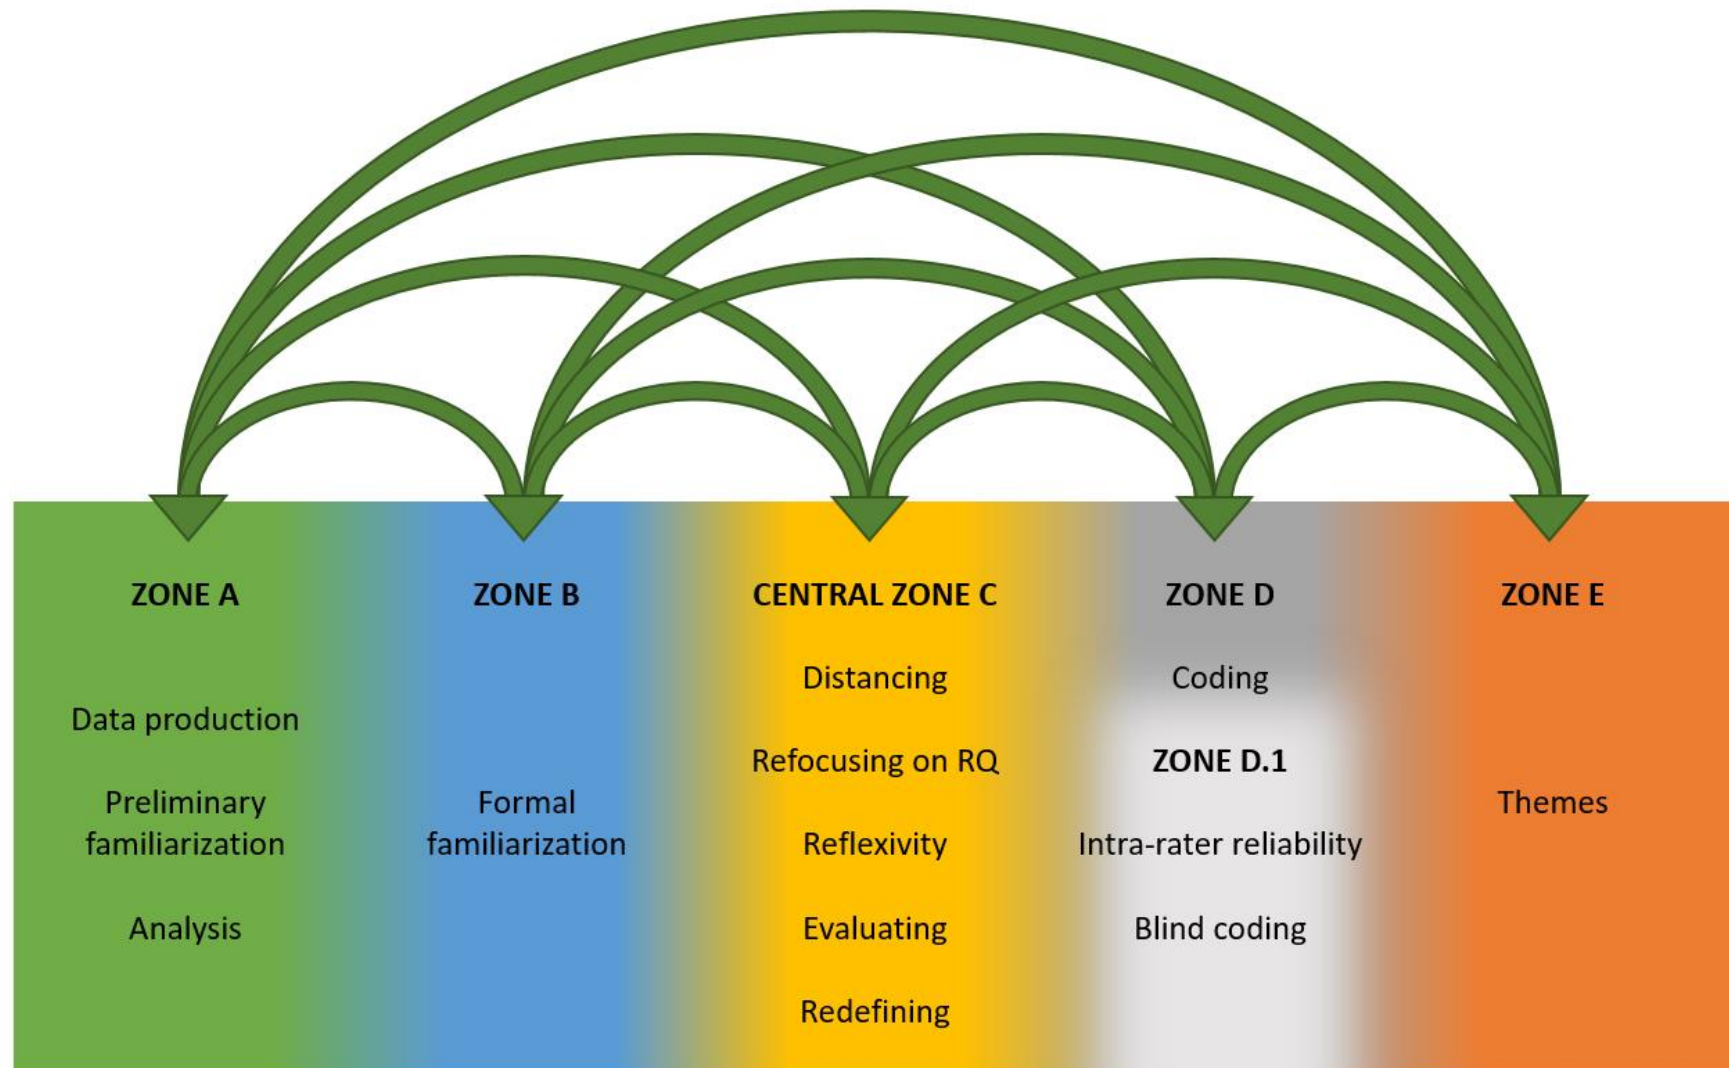 ZONE A
Data production
Preliminary
familiarization
Analysis
ZONE B
Formal
familiarization
CENTRAL ZONE C
Distancing
Refocusing on RQ
Reflexivity
Evaluating
Redefining
ZONE D
Coding
ZONE D.1
Intra-rater reliability
Blind coding
ZONE E
Themes